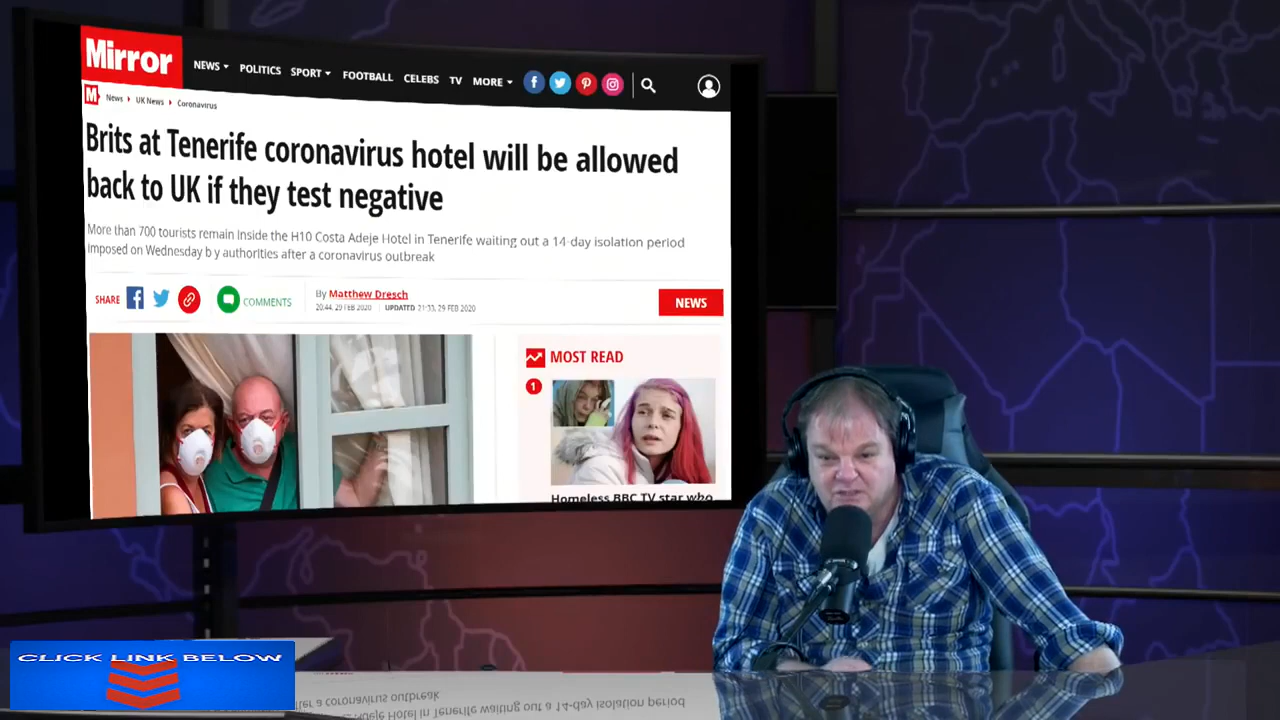 Mirror
NEWS POLITICS SPORT FOOTBALL CELEBS TV MORE
M News UK News Coronavirus
Brits at Tenerife coronavirus hotel will be allowed
back to UK if they test negative
More than 700 tourists remain inside the H10 Costa Adeje Hotel in Tenerife waiting out a 14-day isolation period
imposed on Wednesday b y authorities after a coronavirus outbreak
SHARE COMMENTS
By Matthew Dresch
20:44, 29 FEB 2020 UPDATED 21:33, 29 FEB 2020
NEWS
MOST READ
1
Homeless BBC TV star who
CLICK LINK BELOW